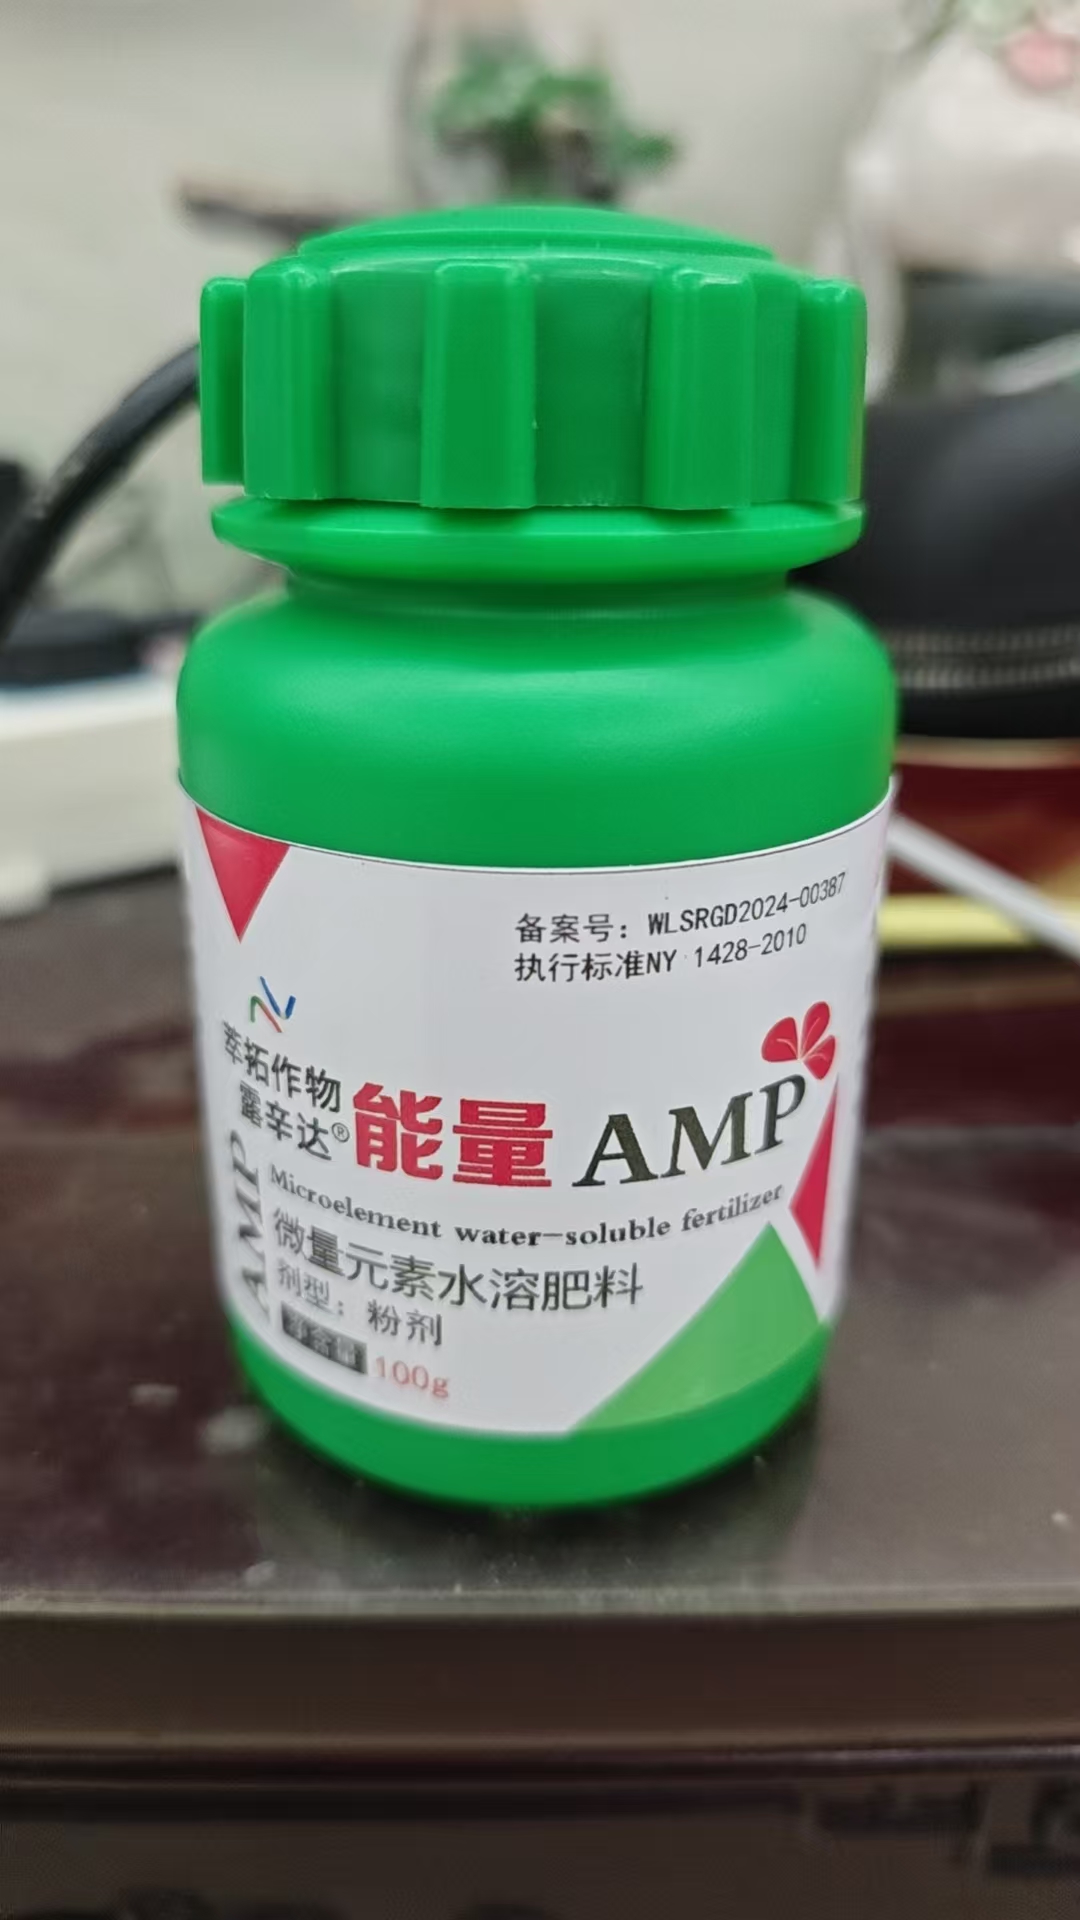 备案号：WLSRGD2024-00387
执行标准NY 1428-2010
萃拓作物
露辛达®
能量 AMP
Microelement water-soluble fertilizer
微量元素水溶肥料
剂型：粉剂
净含量 100g
AMP